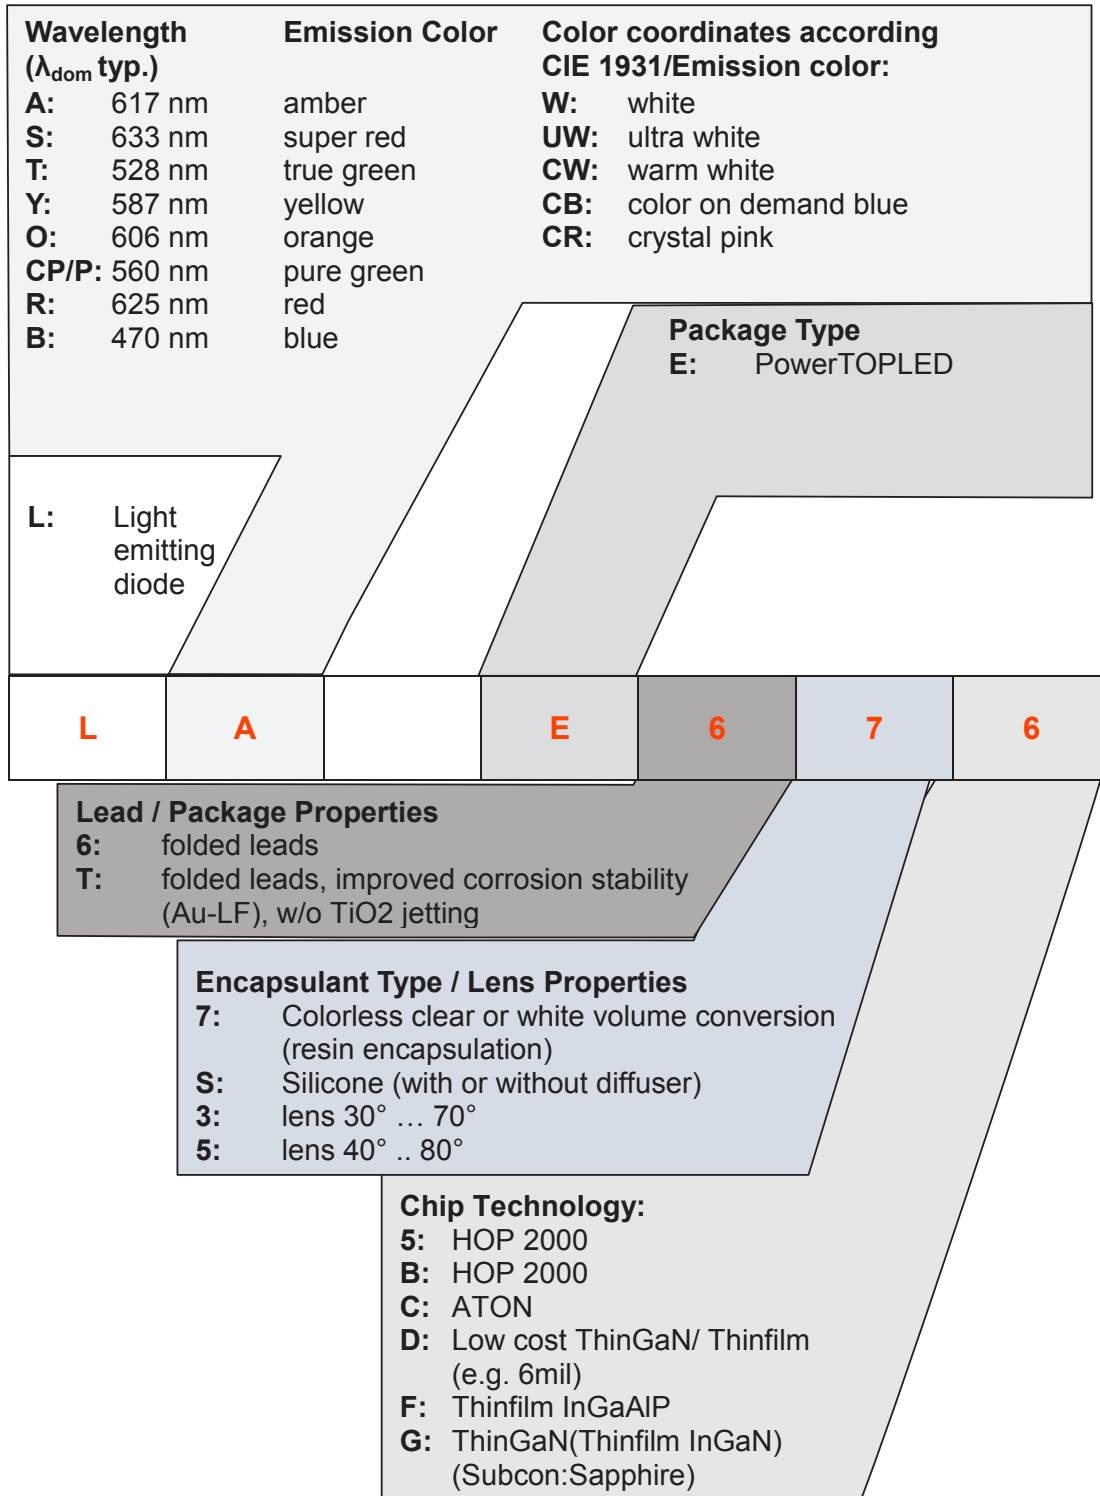 Wavelength Emission Color Color coordinates according
(λdom typ.) CIE 1931/Emission color:
A: 617 nm amber W: white
S: 633 nm super red UW: ultra white
T: 528 nm true green CW: warm white
Y: 587 nm yellow CB: color on demand blue
O: 606 nm orange CR: crystal pink
CP/P: 560 nm pure green
R: 625 nm red
B: 470 nm blue
Package Type
E: PowerTOPLED
L: Light
emitting
diode
L A E 6 7 6
Lead / Package Properties
6: folded leads
T: folded leads, improved corrosion stability
(Au-LF), w/o TiO2 jetting
Encapsulant Type / Lens Properties
7: Colorless clear or white volume conversion
(resin encapsulation)
S: Silicone (with or without diffuser)
3: lens 30° … 70°
5: lens 40° .. 80°
Chip Technology:
5: HOP 2000
B: HOP 2000
C: ATON
D: Low cost ThinGaN/ Thinfilm
(e.g. 6mil)
F: Thinfilm InGaAlP
G: ThinGaN(Thinfilm InGaN)
(Subcon:Sapphire)